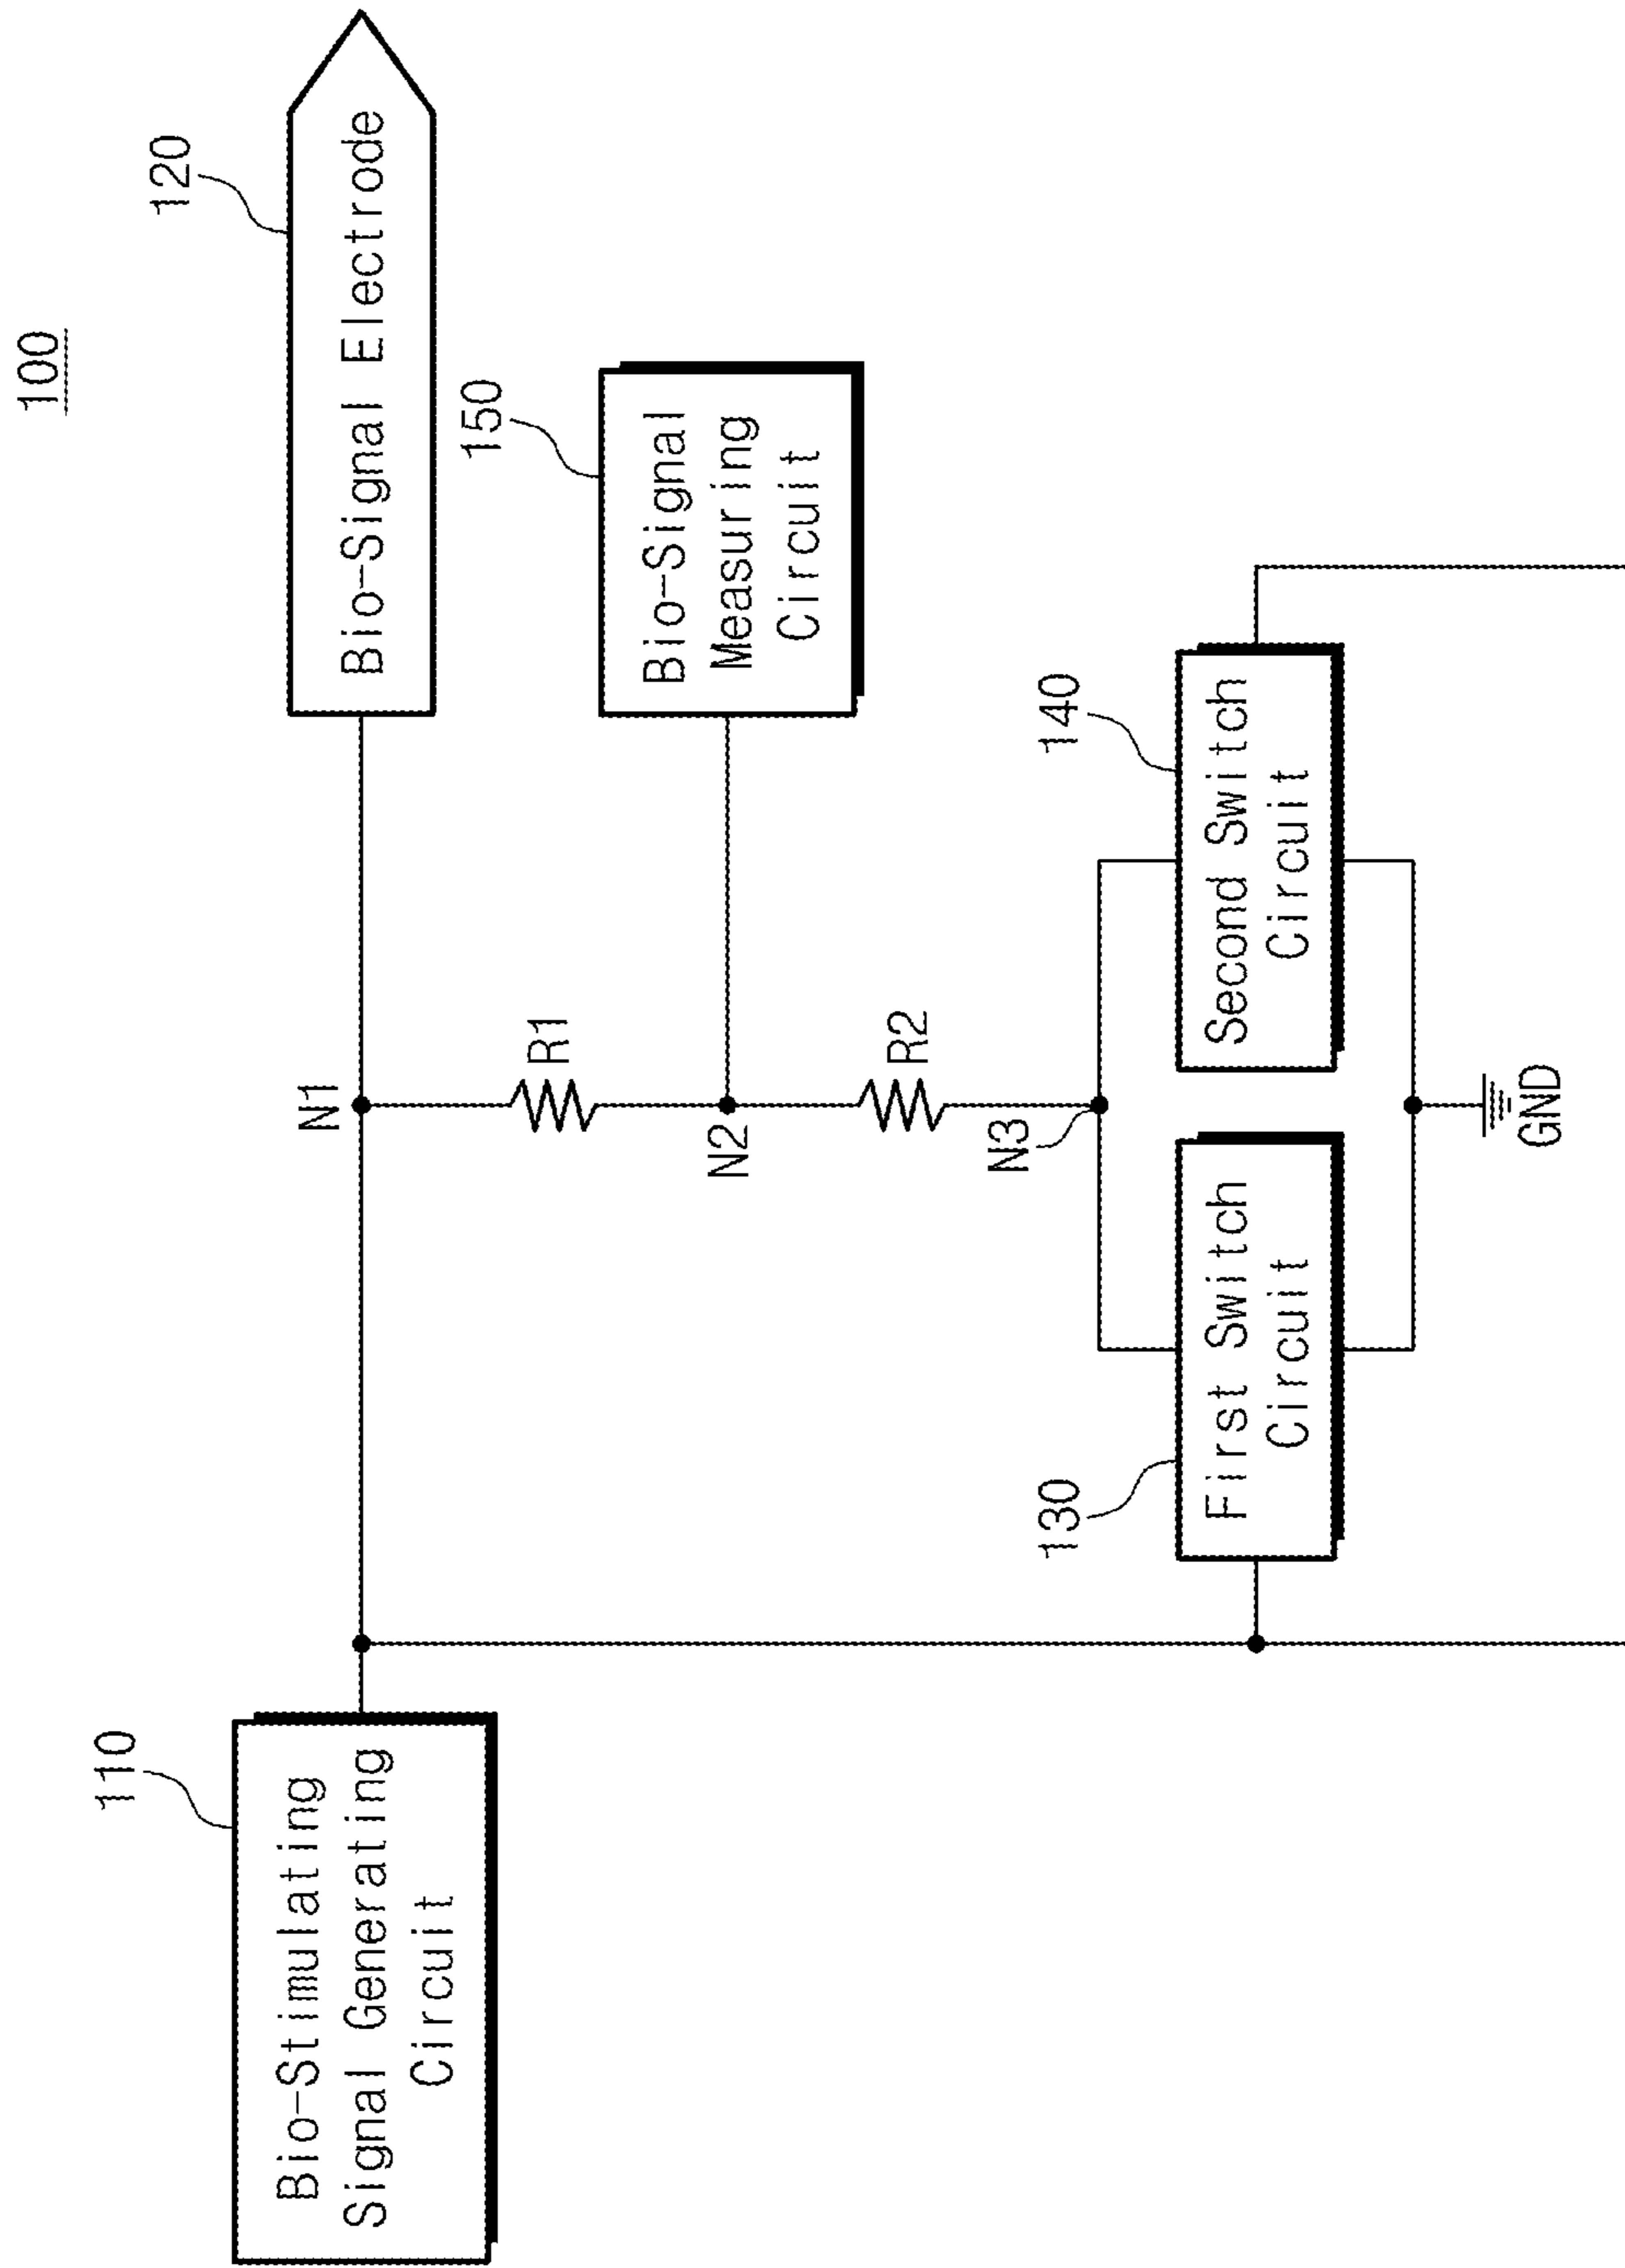 100
110
Bio-Stimulating
Signal Generating
Circuit
N1
120
Bio-Signal Electrode
R1
150
Bio-Signal
Measuring
Circuit
N2
R2
N3
130
First Switch
Circuit
140
Second Switch
Circuit
GND